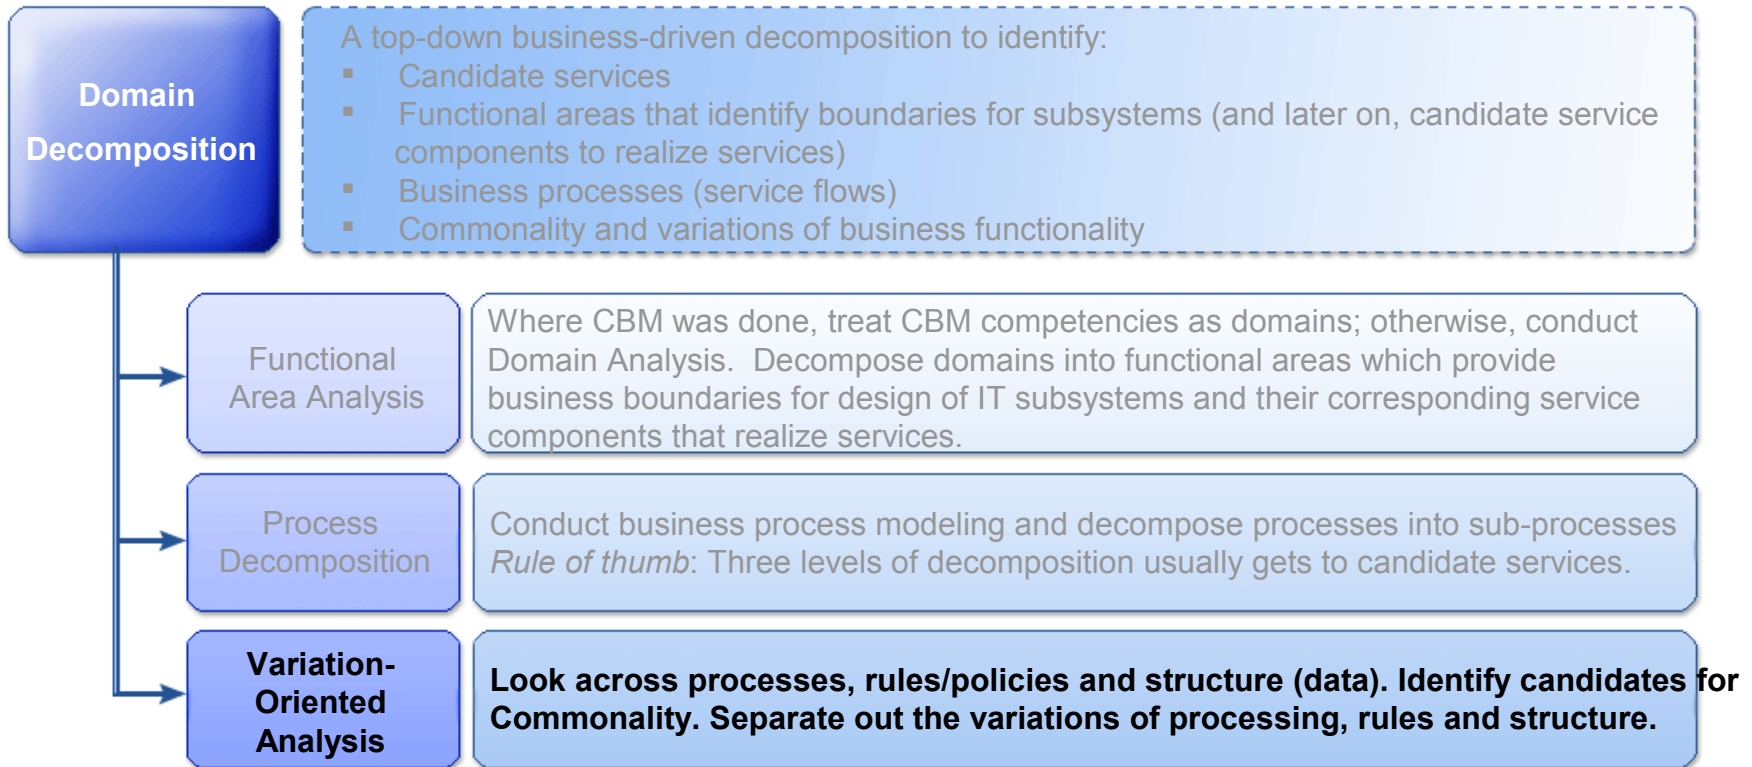 Domain
Decomposition
A top-down business-driven decomposition to identify:
▪ Candidate services
▪ Functional areas that identify boundaries for subsystems (and later on, candidate service
components to realize services)
▪ Business processes (service flows)
▪ Commonality and variations of business functionality
Functional
Area Analysis
Where CBM was done, treat CBM competencies as domains; otherwise, conduct
Domain Analysis.  Decompose domains into functional areas which provide
business boundaries for design of IT subsystems and their corresponding service
components that realize services.
Process
Decomposition
Conduct business process modeling and decompose processes into sub-processes
Rule of thumb: Three levels of decomposition usually gets to candidate services.
Variation-
Oriented
Analysis
Look across processes, rules/policies and structure (data). Identify candidates for
Commonality. Separate out the variations of processing, rules and structure.